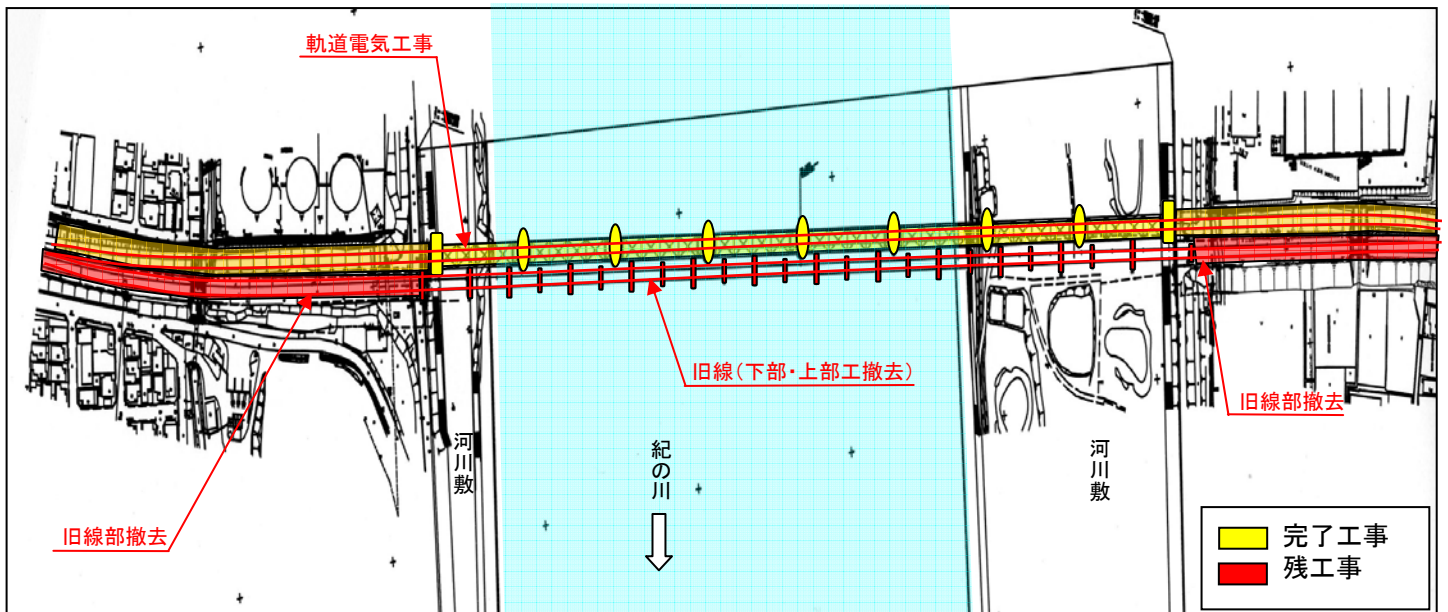 軌道電気工事
旧線(下部・上部工撤去)
旧線部撤去
河川敷
紀の川
河川敷
旧線部撤去
完了工事
残工事